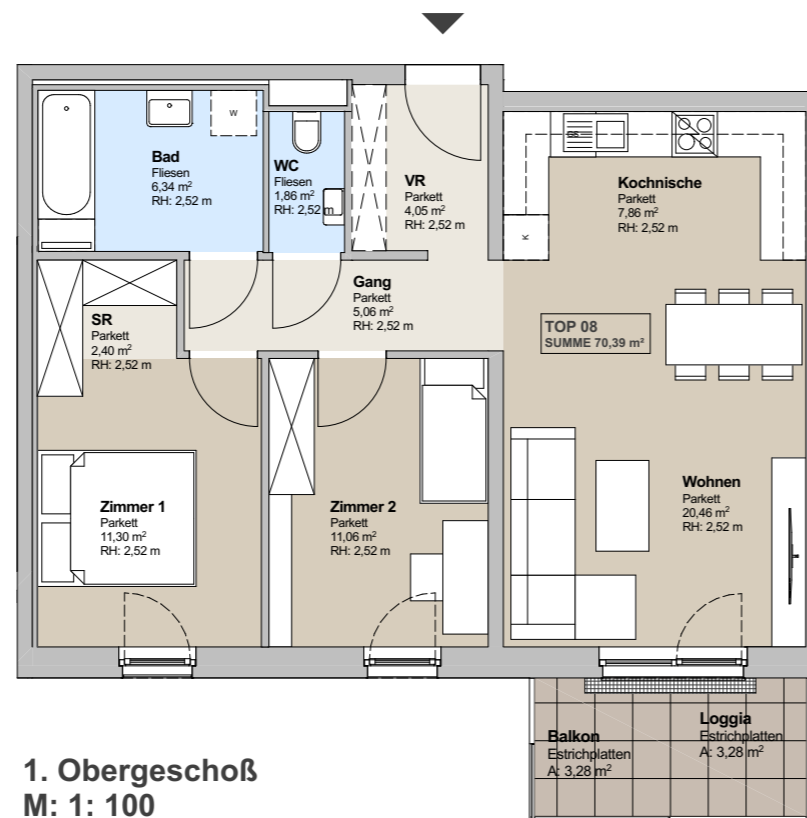 Bad
Fliesen
6,34 m²
RH: 2,52 m
W
WC
Fliesen
1,86 m²
RH: 2,52 m
VR
Parkett
4,05 m²
RH: 2,52 m
GS
Kochnische
Parkett
7,86 m²
RH: 2,52 m
K
Gang
Parkett
5,06 m²
RH: 2,52 m
SR
Parkett
2,40 m²
RH: 2,52 m
TOP 08
SUMME 70,39 m²
Zimmer 1
Parkett
11,30 m²
RH: 2,52 m
Zimmer 2
Parkett
11,06 m²
RH: 2,52 m
Wohnen
Parkett
20,46 m²
RH: 2,52 m
Balkon
Estrichplatten
A: 3,28 m²
Loggia
Estrichplatten
A: 3,28 m²
1. Obergeschoß
M: 1: 100